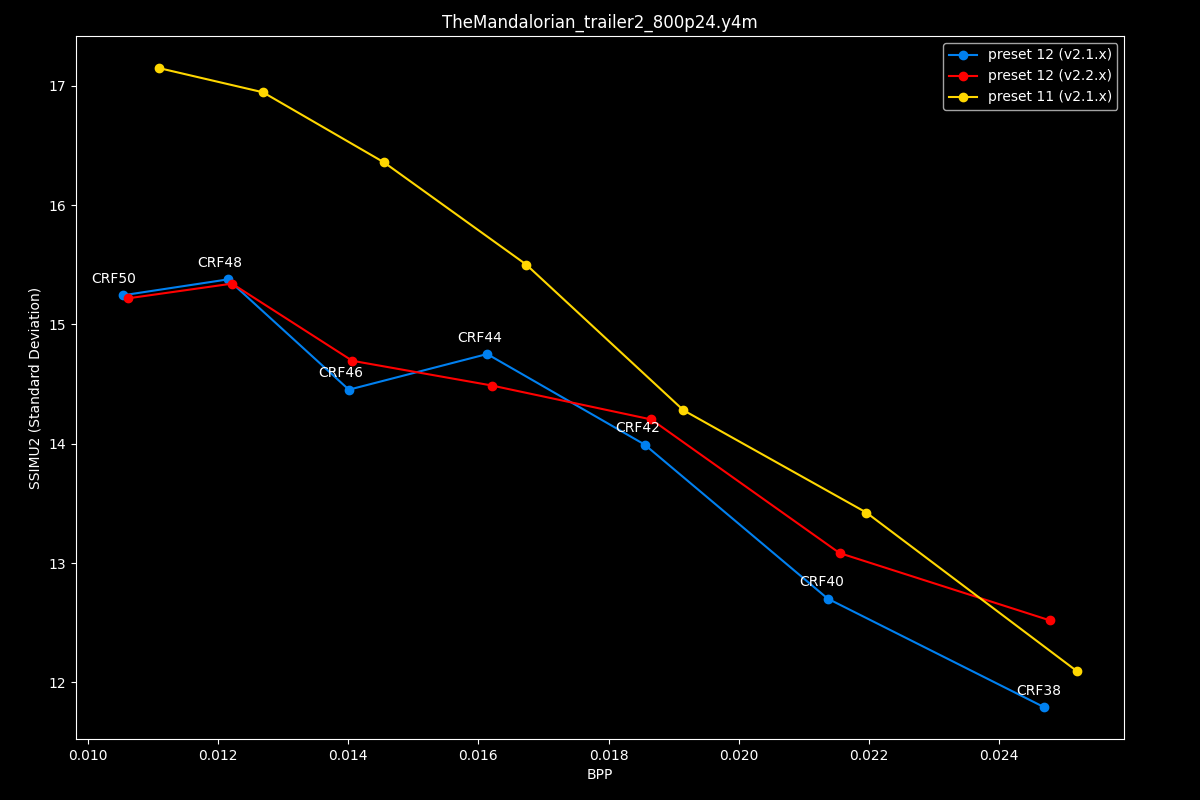 TheMandalorian_trailer2_800p24.y4m
preset 12 (v2.1.x)
preset 12 (v2.2.x)
preset 11 (v2.1.x)
17
16
15
14
13
12
SSIMU2 (Standard Deviation)
CRF50
CRF48
CRF46
CRF44
CRF42
CRF40
CRF38
0.010
0.012
0.014
0.016
0.018
0.020
0.022
0.024
BPP